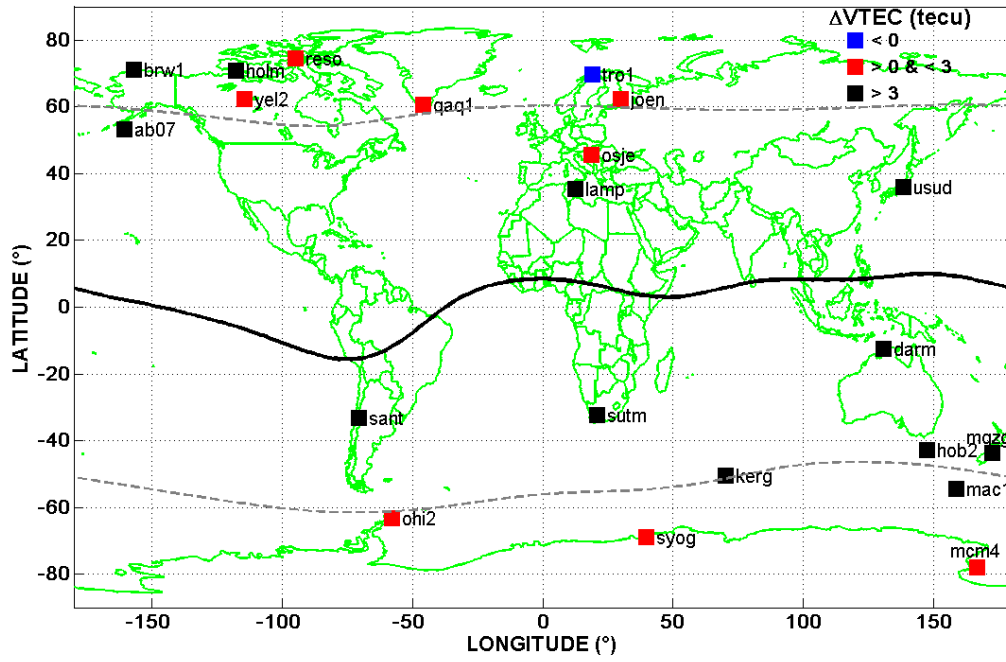 ΔVTEC (tecu)
< 0
> 0 & < 3
> 3
80
60
40
20
0
-20
-40
-60
-80
LATITUDE (°)
brw1
holm
reso
tro1
yel2
qaq1
joen
ab07
osje
lamp
usud
darm
sant
sutm
hob2
mqzg
kerg
mac1
ohi2
syog
mcm4
-150
-100
-50
0
50
100
150
LONGITUDE (°)